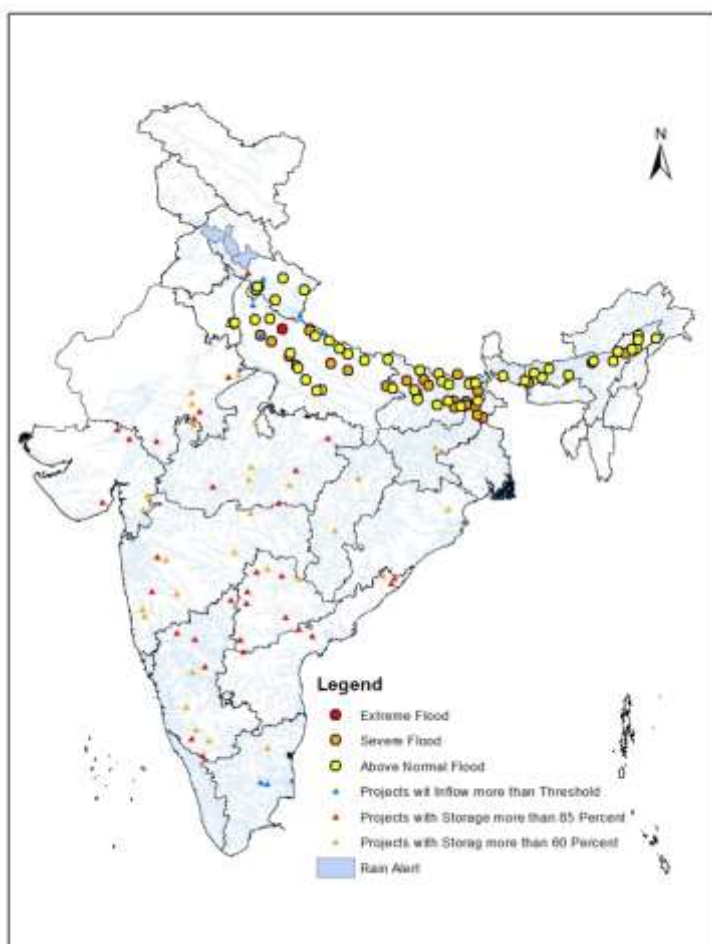 N
Legend
Extreme Flood
Severe Flood
Above Normal Flood
Projects wit Inflow more than Threshold
Projects with Storage more than 85 Percent
Projects with Storag more than 60 Percent
Rain Alert